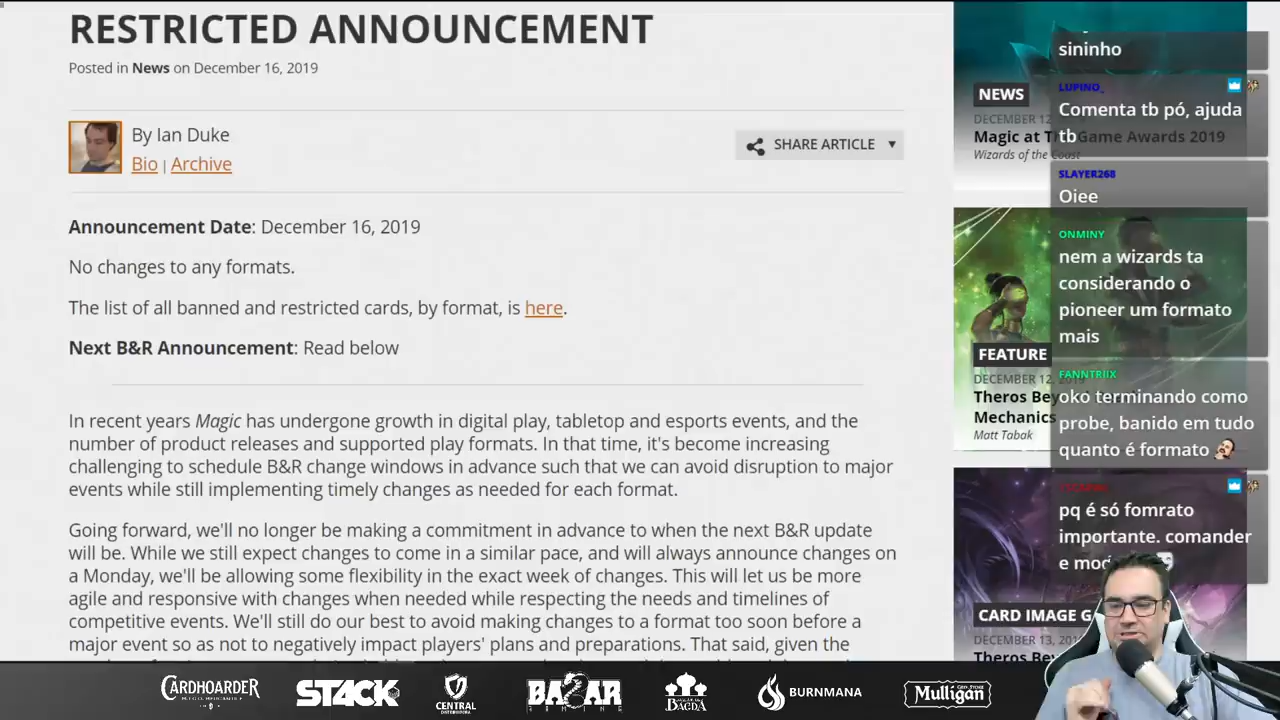 RESTRICTED ANNOUNCEMENT
Posted in News on December 16, 2019
By Ian Duke
Bio | Archive
SHARE ARTICLE
Announcement Date: December 16, 2019
No changes to any formats.
The list of all banned and restricted cards, by format, is here.
Next B&R Announcement: Read below
In recent years Magic has undergone growth in digital play, tabletop and esports events, and the
number of product releases and supported play formats. In that time, it's become increasing
challenging to schedule B&R change windows in advance such that we can avoid disruption to major
events while still implementing timely changes as needed for each format.
Going forward, we'll no longer be making a commitment in advance to when the next B&R update
will be. While we still expect changes to come in a similar pace, and will always announce changes on
a Monday, we'll be allowing some flexibility in the exact week of changes. This will let us be more
agile and responsive with changes when needed while respecting the needs and timelines of
competitive events. We'll still do our best to avoid making changes to a format too soon before a
major event so as not to negatively impact players' plans and preparations. That said, given the
NEWS
DECEMBER 12
Magic at The Game Awards 2019
Wizards of the Coast
FEATURE
DECEMBER 12, 2019
Theros Bey
Mechanics
Matt Tabak
CARD IMAGE G
DECEMBER 13, 201
Theros Bey
sininho
LUPINO_
Comenta tb pó, ajuda
tb
SLAYER268
Oiee
ONMINY
nem a wizards ta
considerando o
pioneer um formato
mais
FANNTRIIX
oko terminando como
probe, banido em tudo
quanto é formato
pq é só fomrato
importante. comander
e mod
CARDHOARDER
STACK
CENTRAL
DISTRIBUIDORA
BAZAR
GAMING
BAGDÁ
BURNMANA
Mulligan